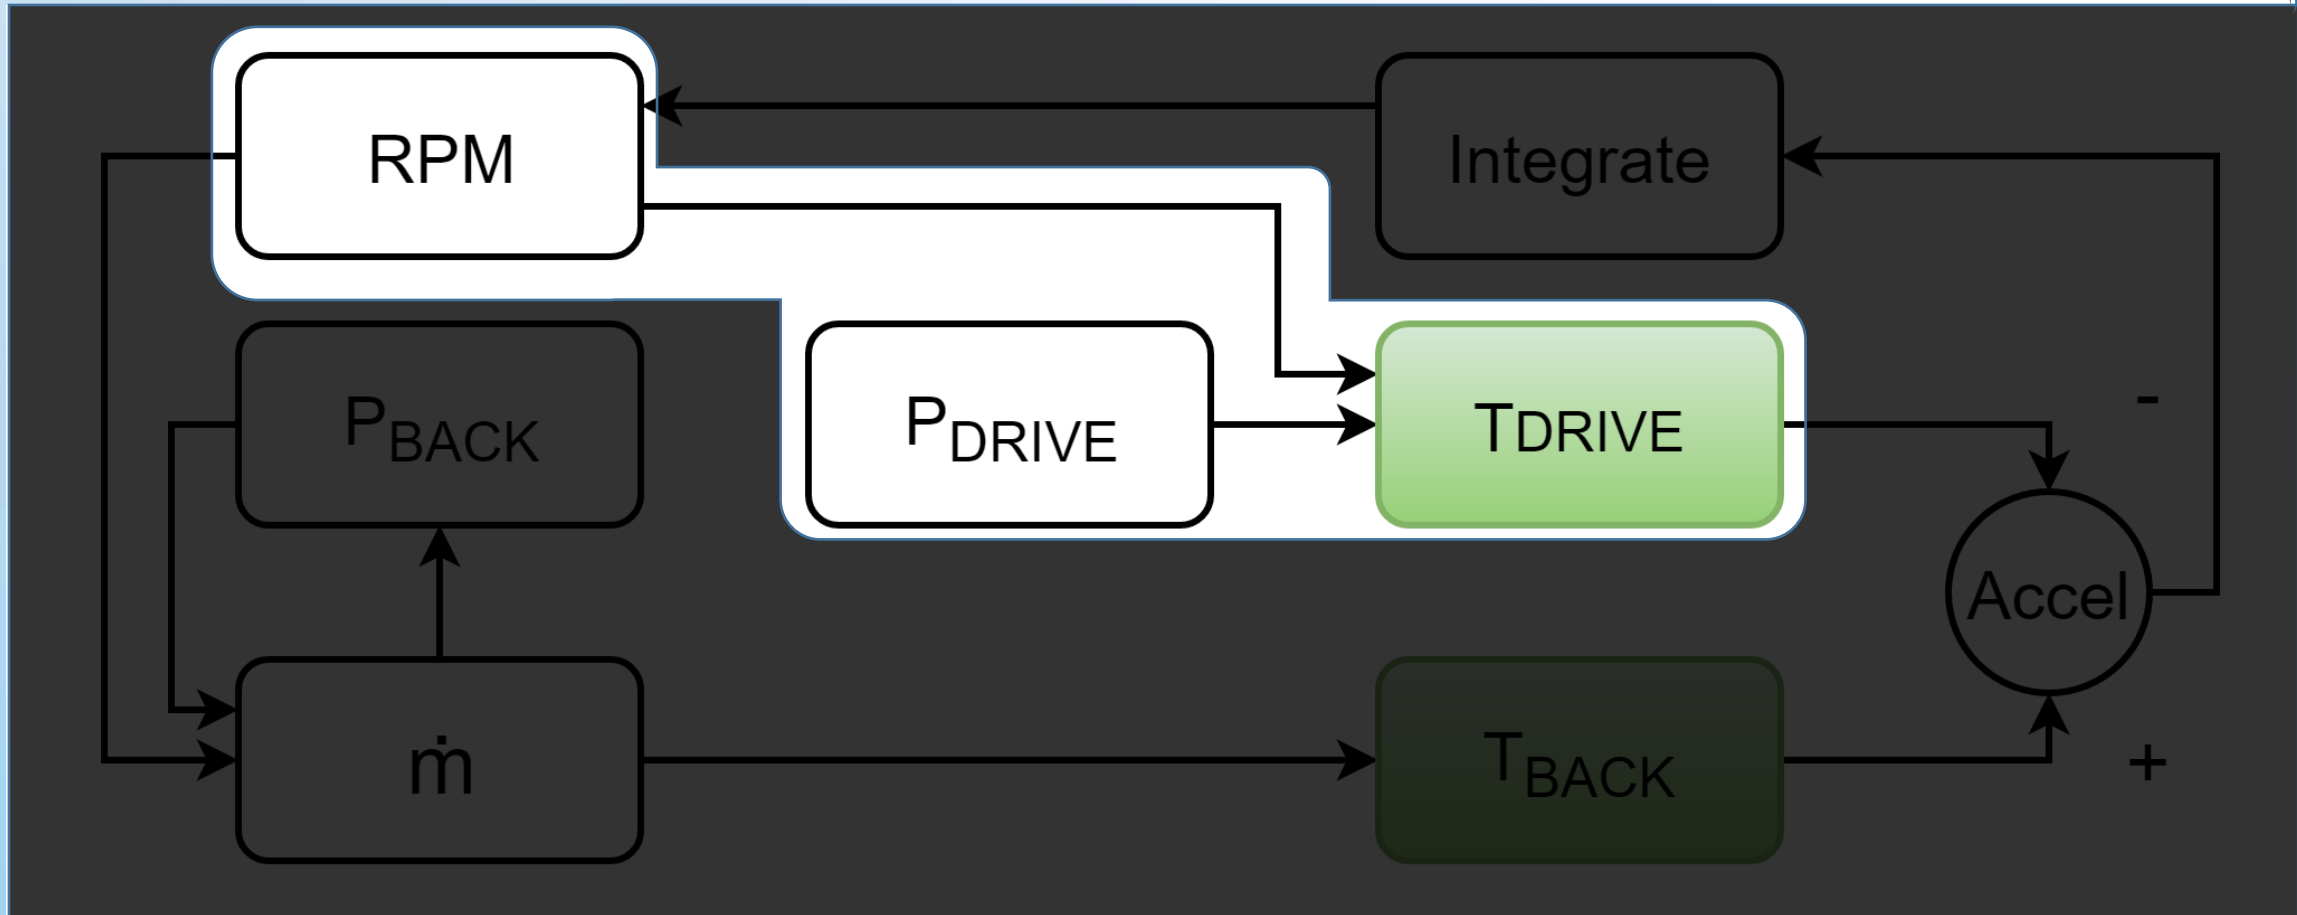 RPM
Integrate
PBACK
PDRIVE
TDRIVE
-
Accel
ṁ
TBACK
+